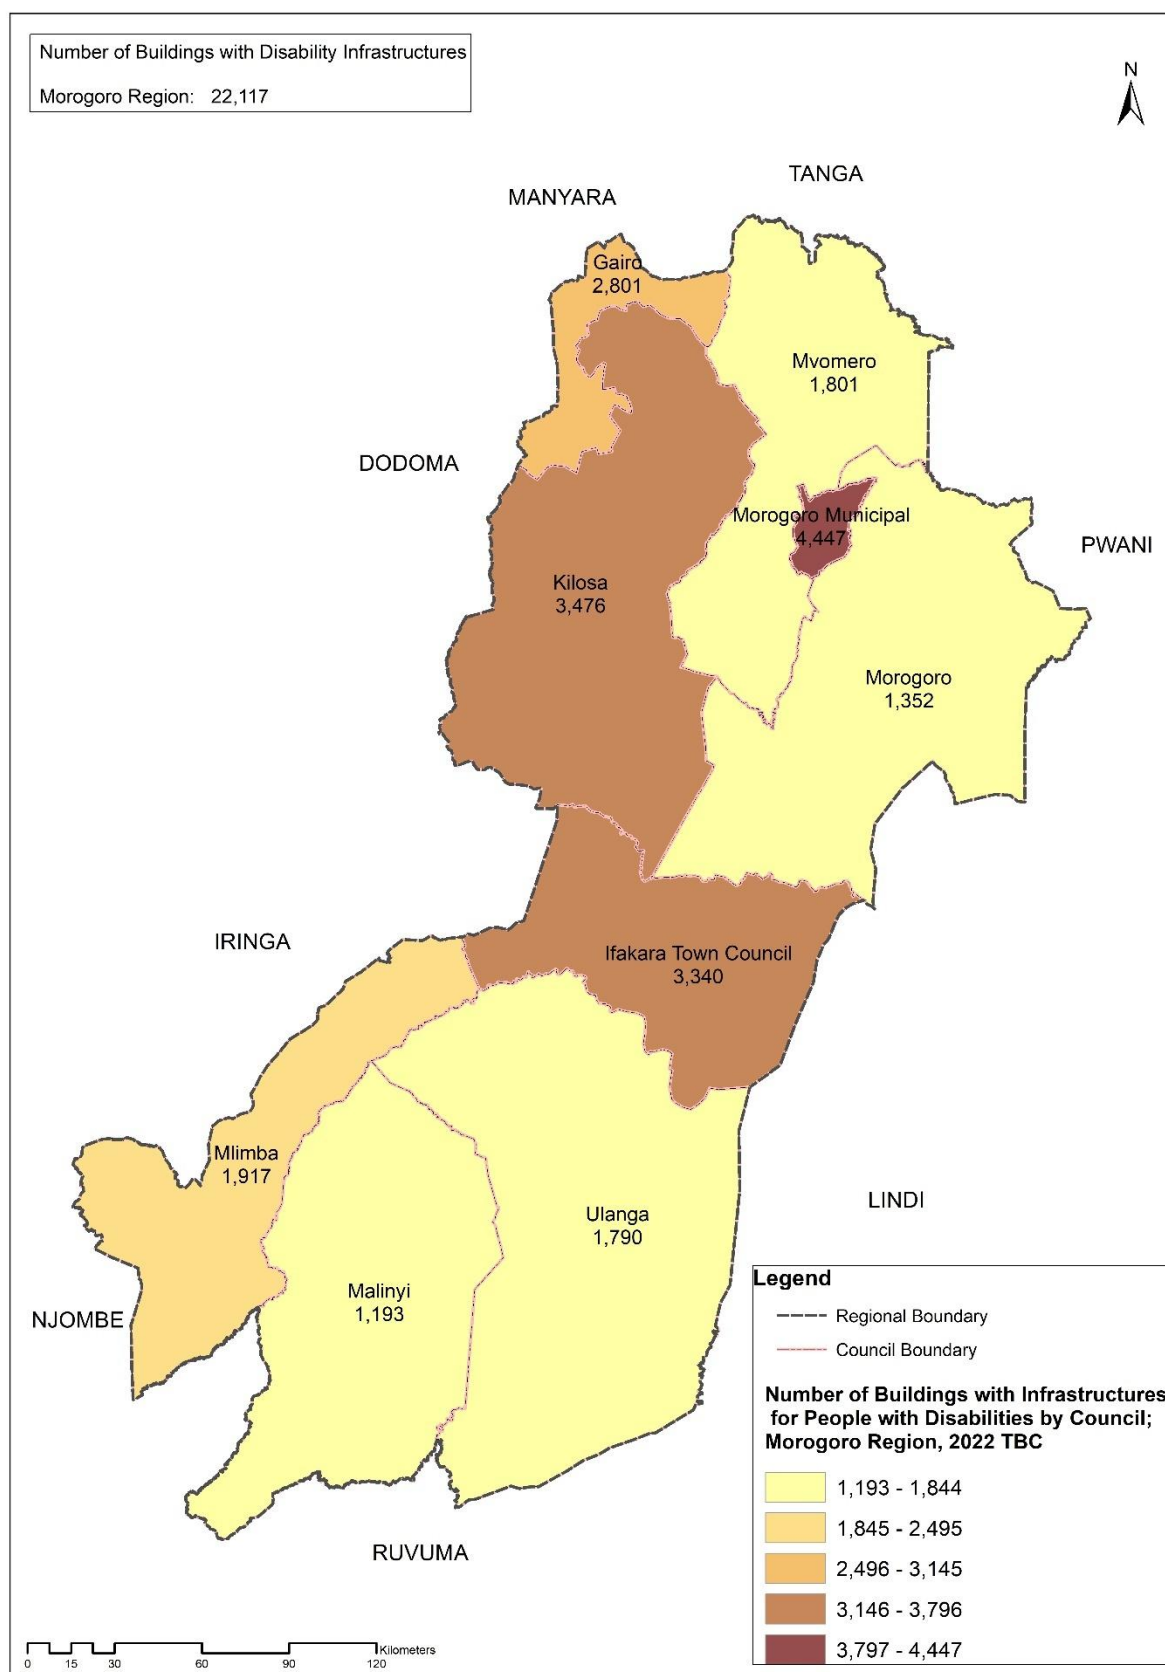 Number of Buildings with Disability Infrastructures
Morogoro Region: 22,117
N
TANGA
MANYARA
Gairo
2,801
Mvomero
1,801
DODOMA
Morogoro Municipal
4,447
PWANI
Kilosa
3,476
Morogoro
1,352
IRINGA
Ifakara Town Council
3,340
Mlimba
1,917
LINDI
Ulanga
1,790
Malinyi
1,193
NJOMBE
RUVUMA
Legend
Regional Boundary
Council Boundary
Number of Buildings with Infrastructures
for People with Disabilities by Council;
Morogoro Region, 2022 TBC
1,193 - 1,844
1,845 - 2,495
2,496 - 3,145
3,146 - 3,796
3,797 - 4,447
Kilometers
0 15 30 60 90 120